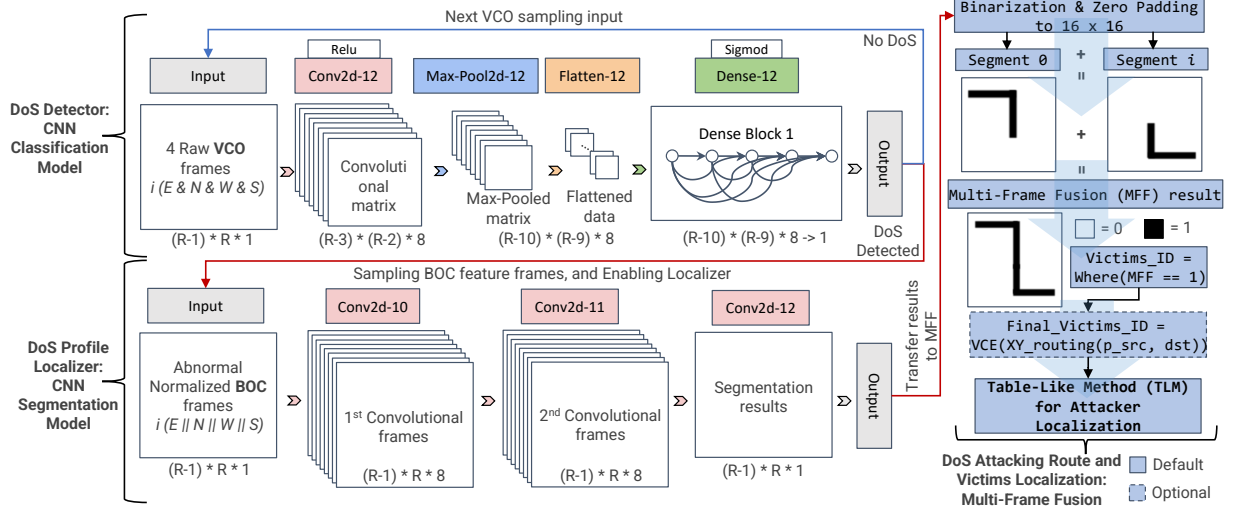 DoS Detector:
CNN
Classification
Model
Next VCO sampling input
No DoS
Input
Relu
Conv2d-12
Max-Pool2d-12
Flatten-12
Sigmod
Dense-12
4 Raw VCO
frames
i (E & N & W & S)
(R-1) * R * 1
Convoluti
onal
matrix
(R-3) * (R-2) * 8
Max-Pooled
matrix
(R-10) * (R-9) * 8
Flattened
data
Dense Block 1
(R-10) * (R-9) * 8 -> 1
Output
DoS
Detected
DoS Profile
Localizer:
CNN
Segmentation
Model
Sampling BOC feature frames, and Enabling Localizer
Input
Conv2d-10
Conv2d-11
Conv2d-12
Abnormal
Normalized BOC
frames
i (E || N || W || S)
(R-1) * R * 1
1st Convolutional
frames
(R-1) * R * 8
2nd Convolutional
frames
(R-1) * R * 8
Segmentation
results
(R-1) * R * 1
Output
Transfer results
to MFF
Binarization & Zero Padding
to 16 x 16
Segment 0
+
=
Segment i
+
=
Multi-Frame Fusion (MFF) result
= 0
= 1
Victims_ID =
Where(MFF == 1)
Final_Victims_ID =
VCE(XY_routing(p_src, dst))
Table-Like Method (TLM)
for Attacker
Localization
DoS Attacking Route and
Victims Localization:
Multi-Frame Fusion
Default
Optional